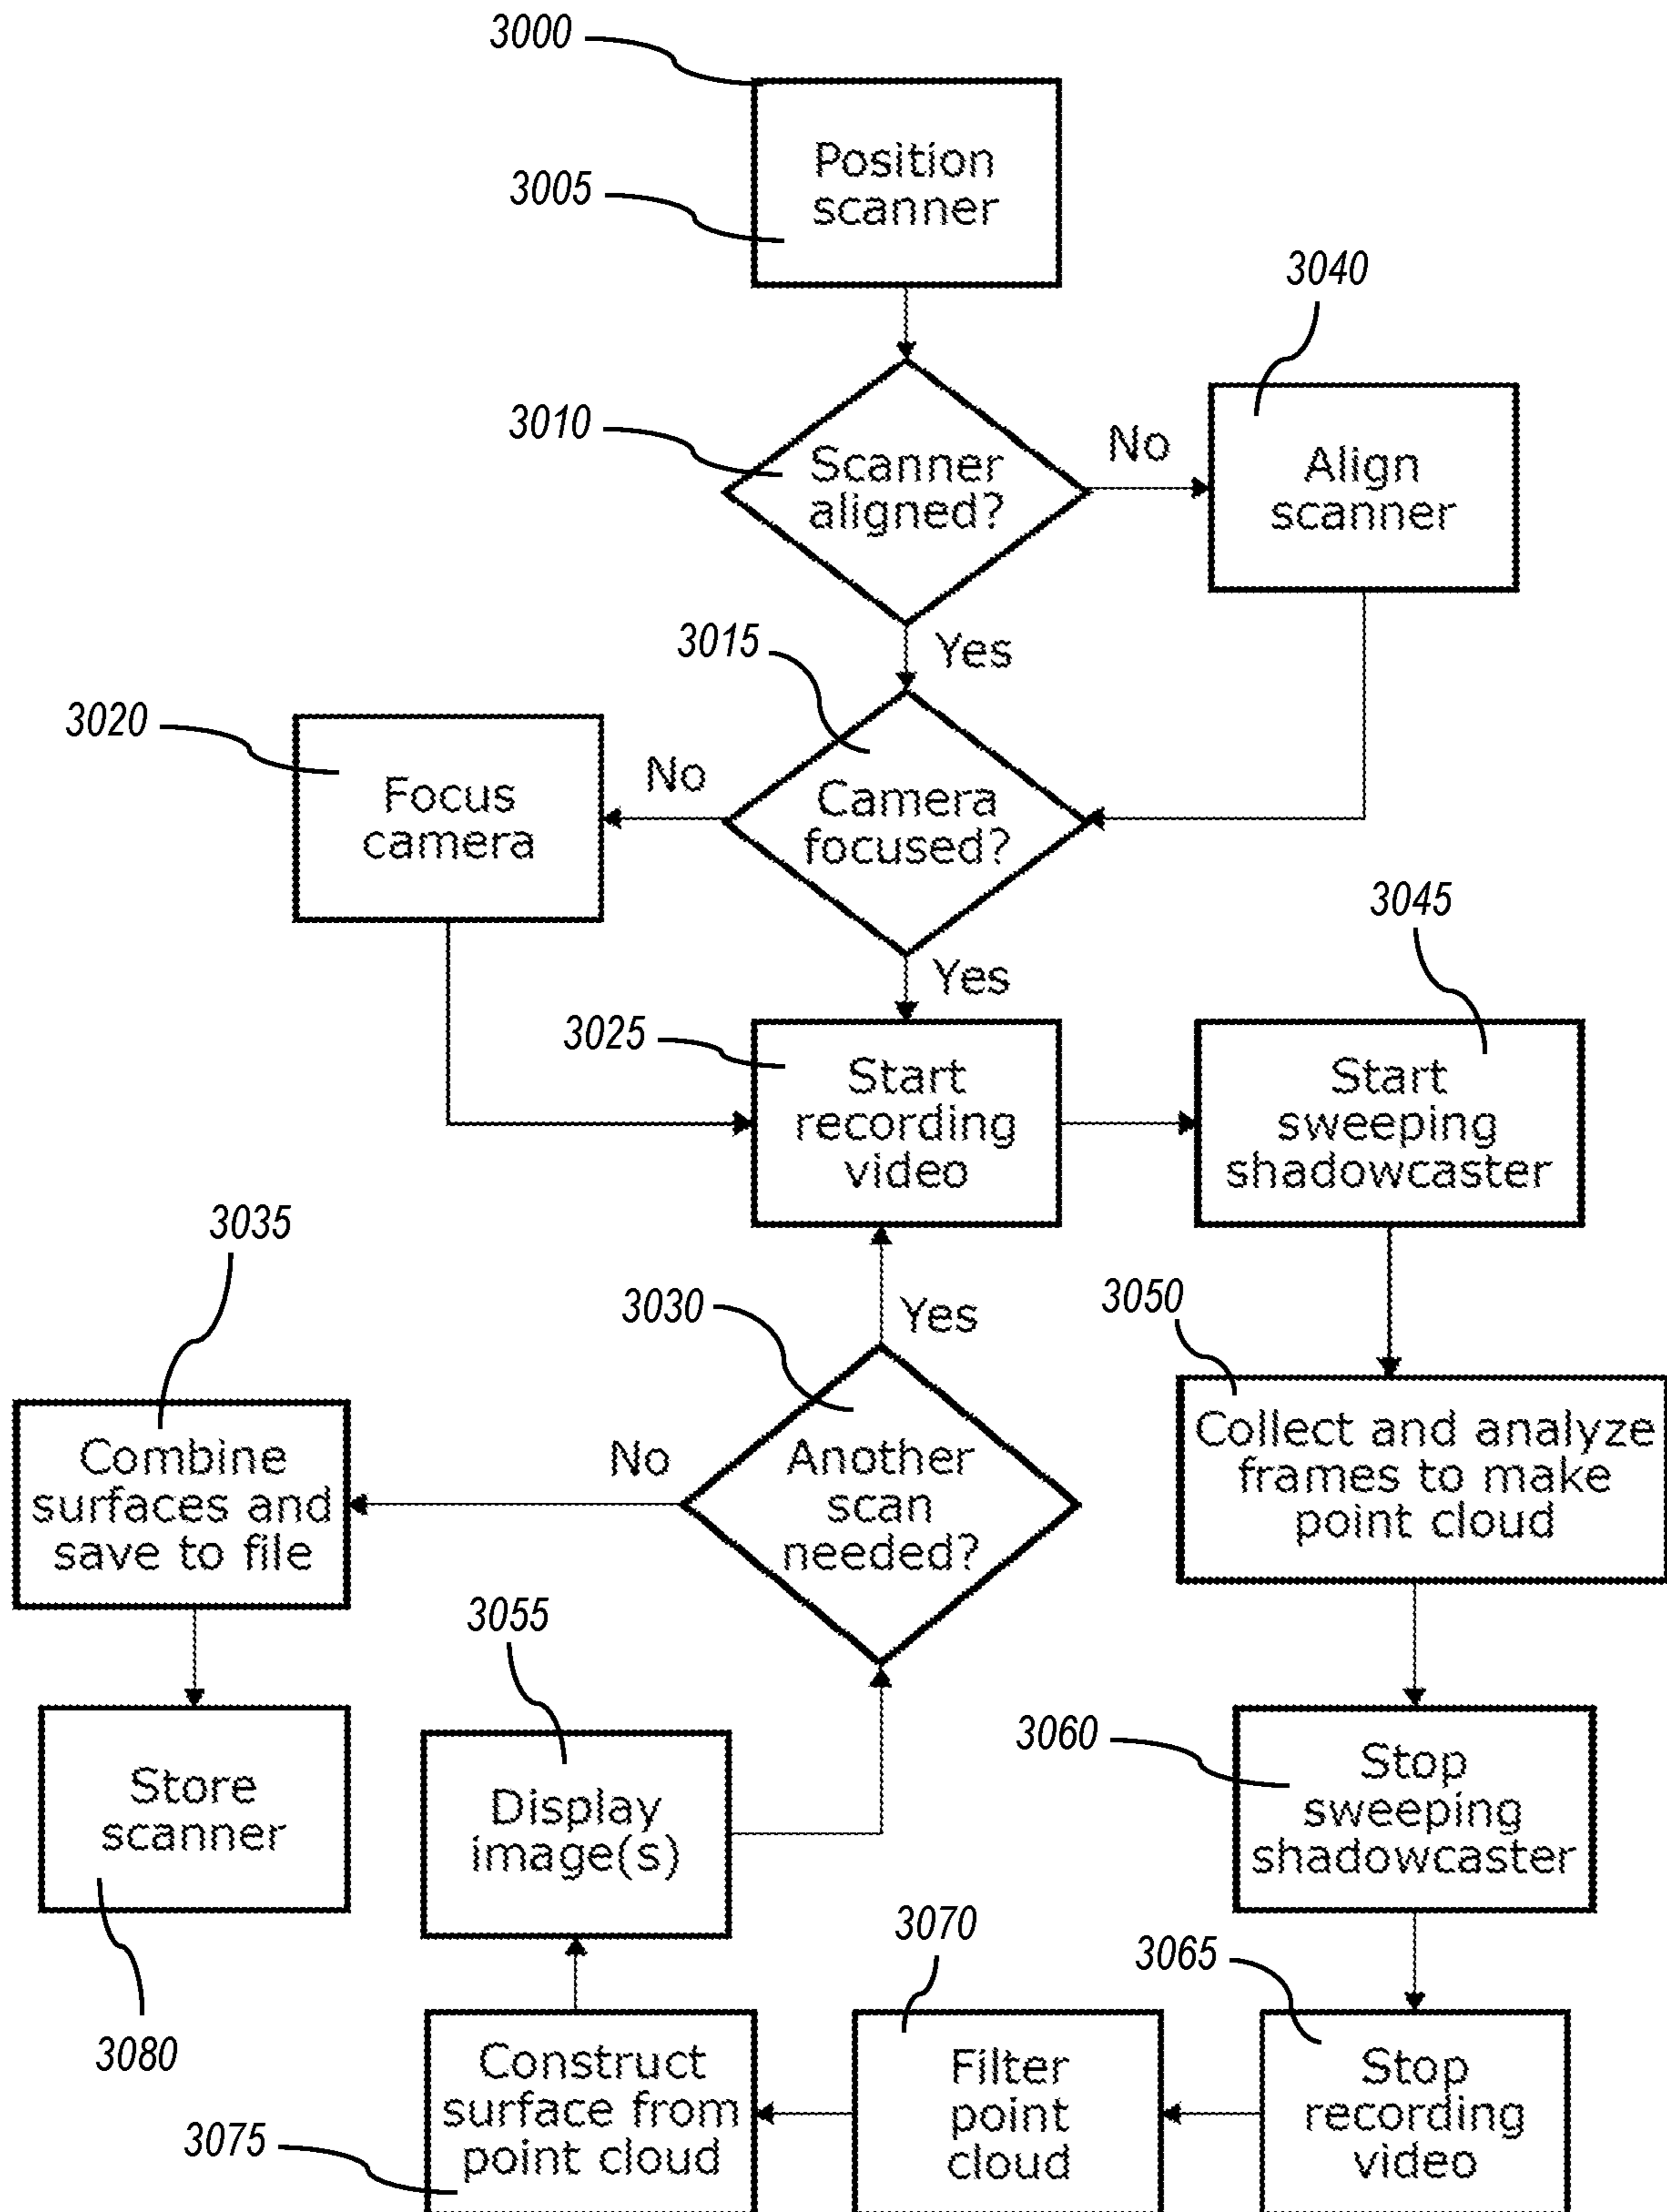 3000
Position
scanner
3005
3040
3010
Scanner
aligned?
No
Align
scanner
3015
Yes
3020
Focus
camera
No
Camera
focused?
3045
Yes
3025
Start
recording
video
Start
sweeping
shadowcaster
3035
3030
Yes
3050
Combine
surfaces and
save to file
No
Another
scan
needed?
Collect and analyze
frames to make
point cloud
3055
3060
Store
scanner
Display
image(s)
Stop
sweeping
shadowcaster
3070
3065
3080
Construct
surface from
point cloud
3075
Filter
point
cloud
Stop
recording
video